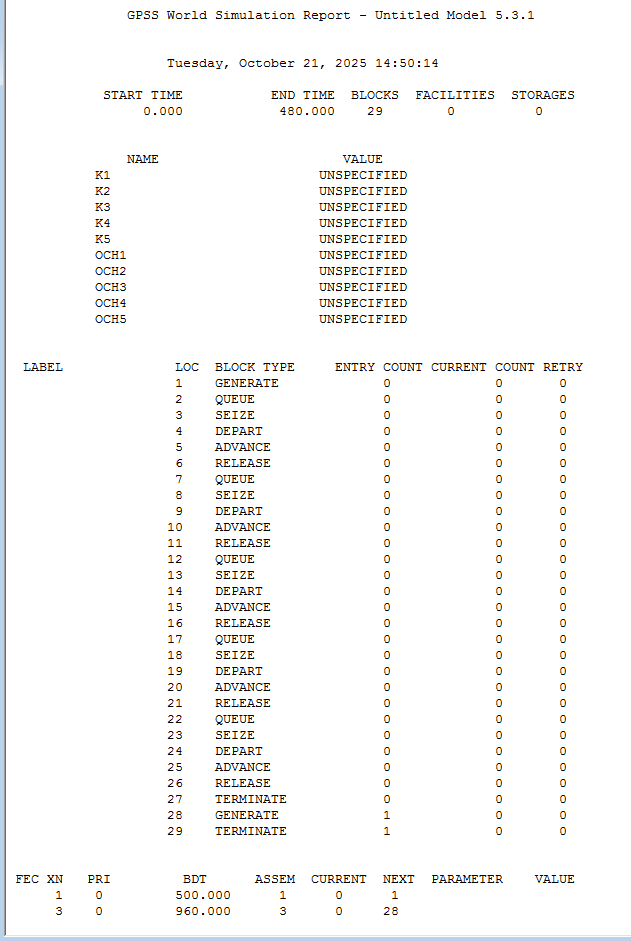 GPSS World Simulation Report - Untitled Model 5.3.1
Tuesday, October 21, 2025 14:50:14
START TIME END TIME BLOCKS FACILITIES STORAGES
0.000 480.000 29 0 0
NAME VALUE
K1 UNSPECIFIED
K2 UNSPECIFIED
K3 UNSPECIFIED
K4 UNSPECIFIED
K5 UNSPECIFIED
OCH1 UNSPECIFIED
OCH2 UNSPECIFIED
OCH3 UNSPECIFIED
OCH4 UNSPECIFIED
OCH5 UNSPECIFIED
LABEL LOC BLOCK TYPE ENTRY COUNT CURRENT COUNT RETRY
1 GENERATE 0 0 0
2 QUEUE 0 0 0
3 SEIZE 0 0 0
4 DEPART 0 0 0
5 ADVANCE 0 0 0
6 RELEASE 0 0 0
7 QUEUE 0 0 0
8 SEIZE 0 0 0
9 DEPART 0 0 0
10 ADVANCE 0 0 0
11 RELEASE 0 0 0
12 QUEUE 0 0 0
13 SEIZE 0 0 0
14 DEPART 0 0 0
15 ADVANCE 0 0 0
16 RELEASE 0 0 0
17 QUEUE 0 0 0
18 SEIZE 0 0 0
19 DEPART 0 0 0
20 ADVANCE 0 0 0
21 RELEASE 0 0 0
22 QUEUE 0 0 0
23 SEIZE 0 0 0
24 DEPART 0 0 0
25 ADVANCE 0 0 0
26 RELEASE 0 0 0
27 TERMINATE 0 0 0
28 GENERATE 1 0 0
29 TERMINATE 1 0 0
FEC XN PRI BDT ASSEM CURRENT NEXT PARAMETER VALUE
1 0 500.000 1 0 1
3 0 960.000 3 0 28